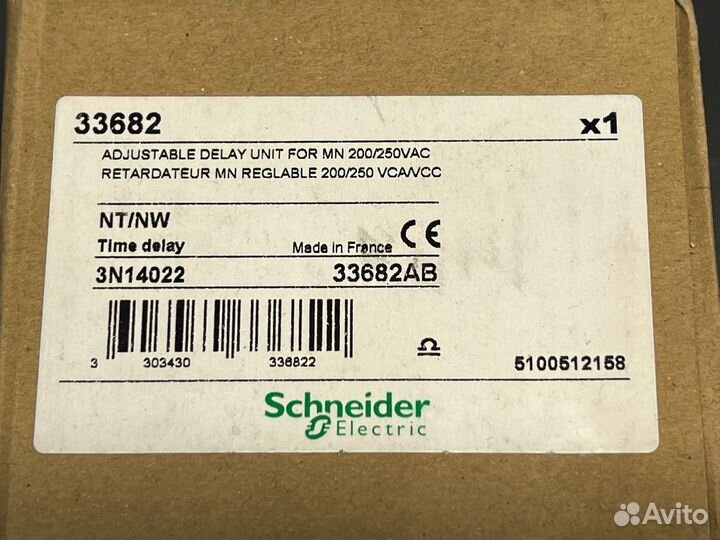 33682 x1
ADJUSTABLE DELAY UNIT FOR MN 200/250VAC
RETARDATEUR MN REGLABLE 200/250 VCA/VCC
NT/NW
Time delay Made in France CE
3N14022 33682AB
3 303430 336822
5100512158
Schneider
Electric
Avito